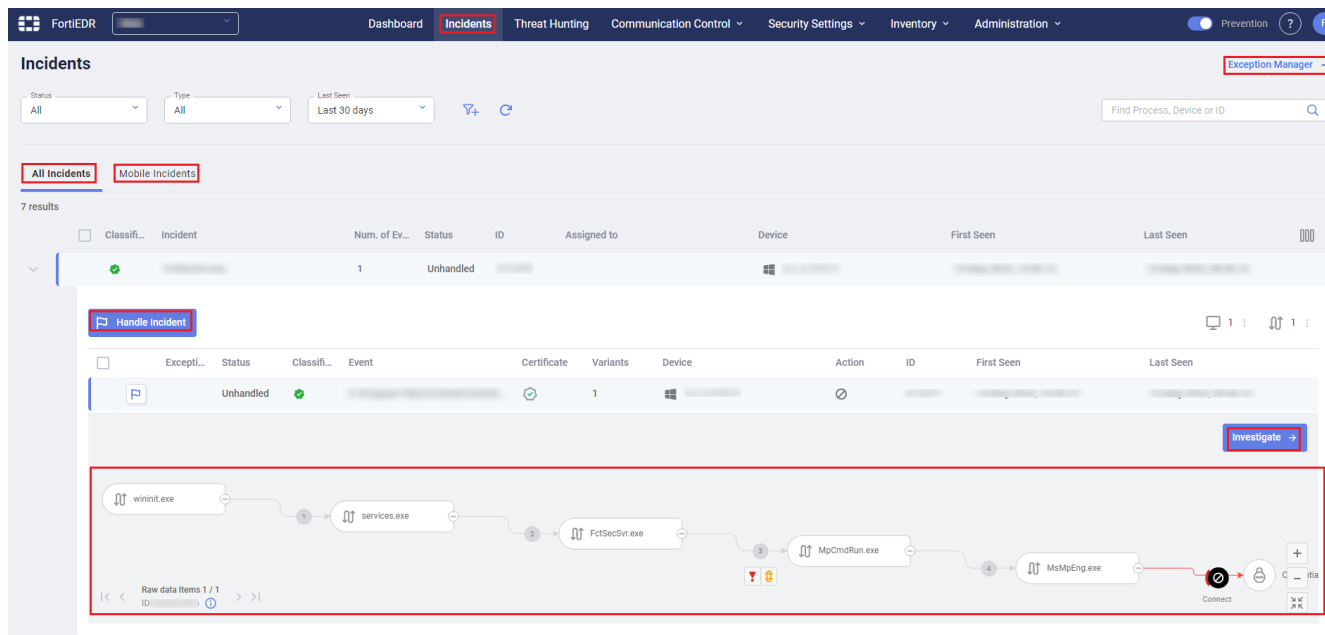 FortiEDR Dashboard Incidents Threat Hunting Communication Control Security Settings Inventory Administration Prevention ?
Incidents
Exception Manager
Status Type Last Seen
All All Last 30 days Find Process, Device or ID
All Incidents Mobile Incidents
7 results
Classifi... Incident Num. of Ev... Status ID Assigned to Device First Seen Last Seen
1 Unhandled
Handle Incident 1 1
Excepti... Status Classifi... Event Certificate Variants Device Action ID First Seen Last Seen
Unhandled 1
Investigate
wininit.exe
1 services.exe
2 FctSecSvr.exe
3 MpCmdRun.exe
4 MsMpEng.exe
Connect
Raw data Items 1 / 1
ID